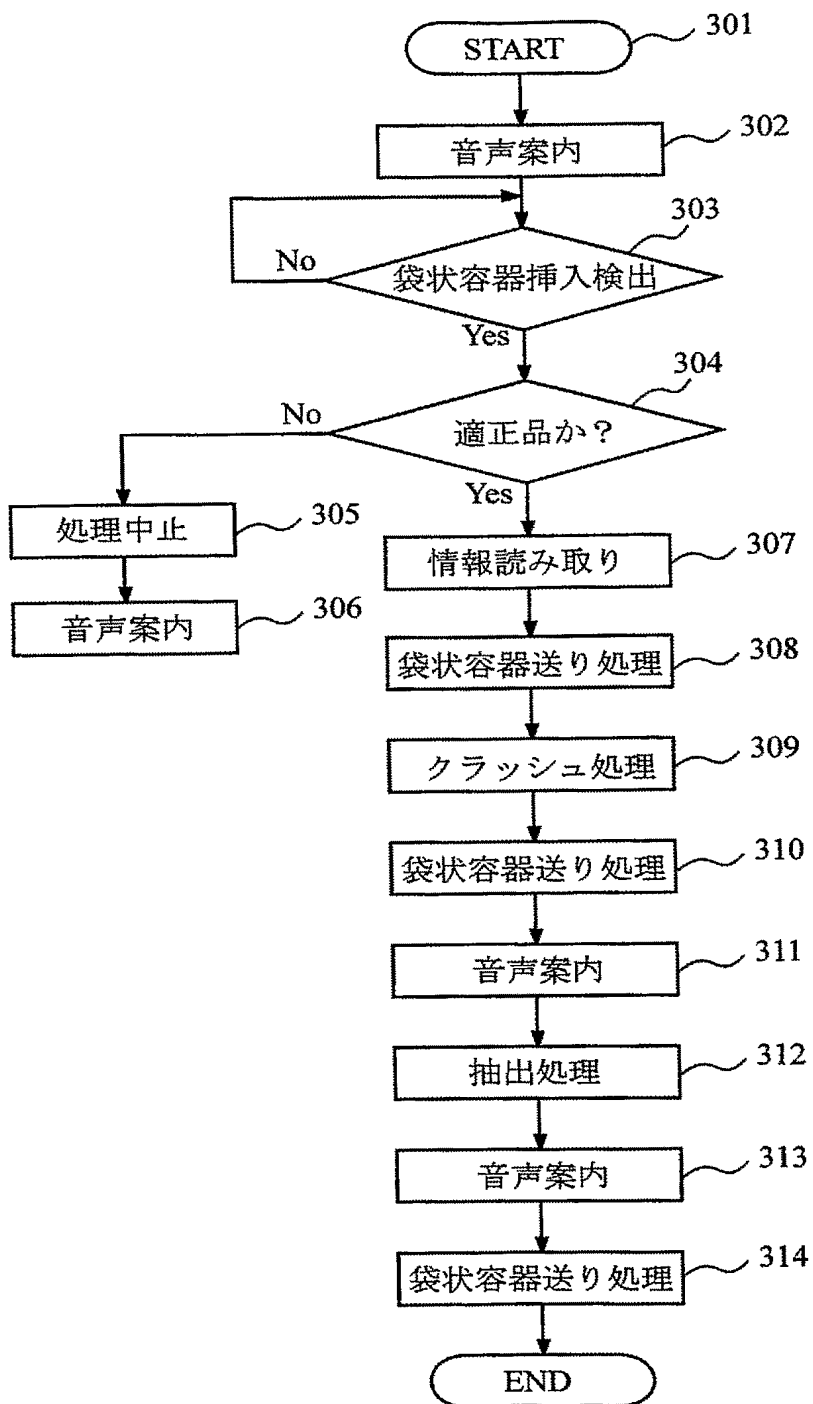 START
301
音声案内
302
303
No
袋状容器挿入検出
Yes
304
No
適正品か？
Yes
処理中止
305
情報読み取り
307
音声案内
306
袋状容器送り処理
308
クラッシュ処理
309
袋状容器送り処理
310
音声案内
311
抽出処理
312
音声案内
313
袋状容器送り処理
314
END